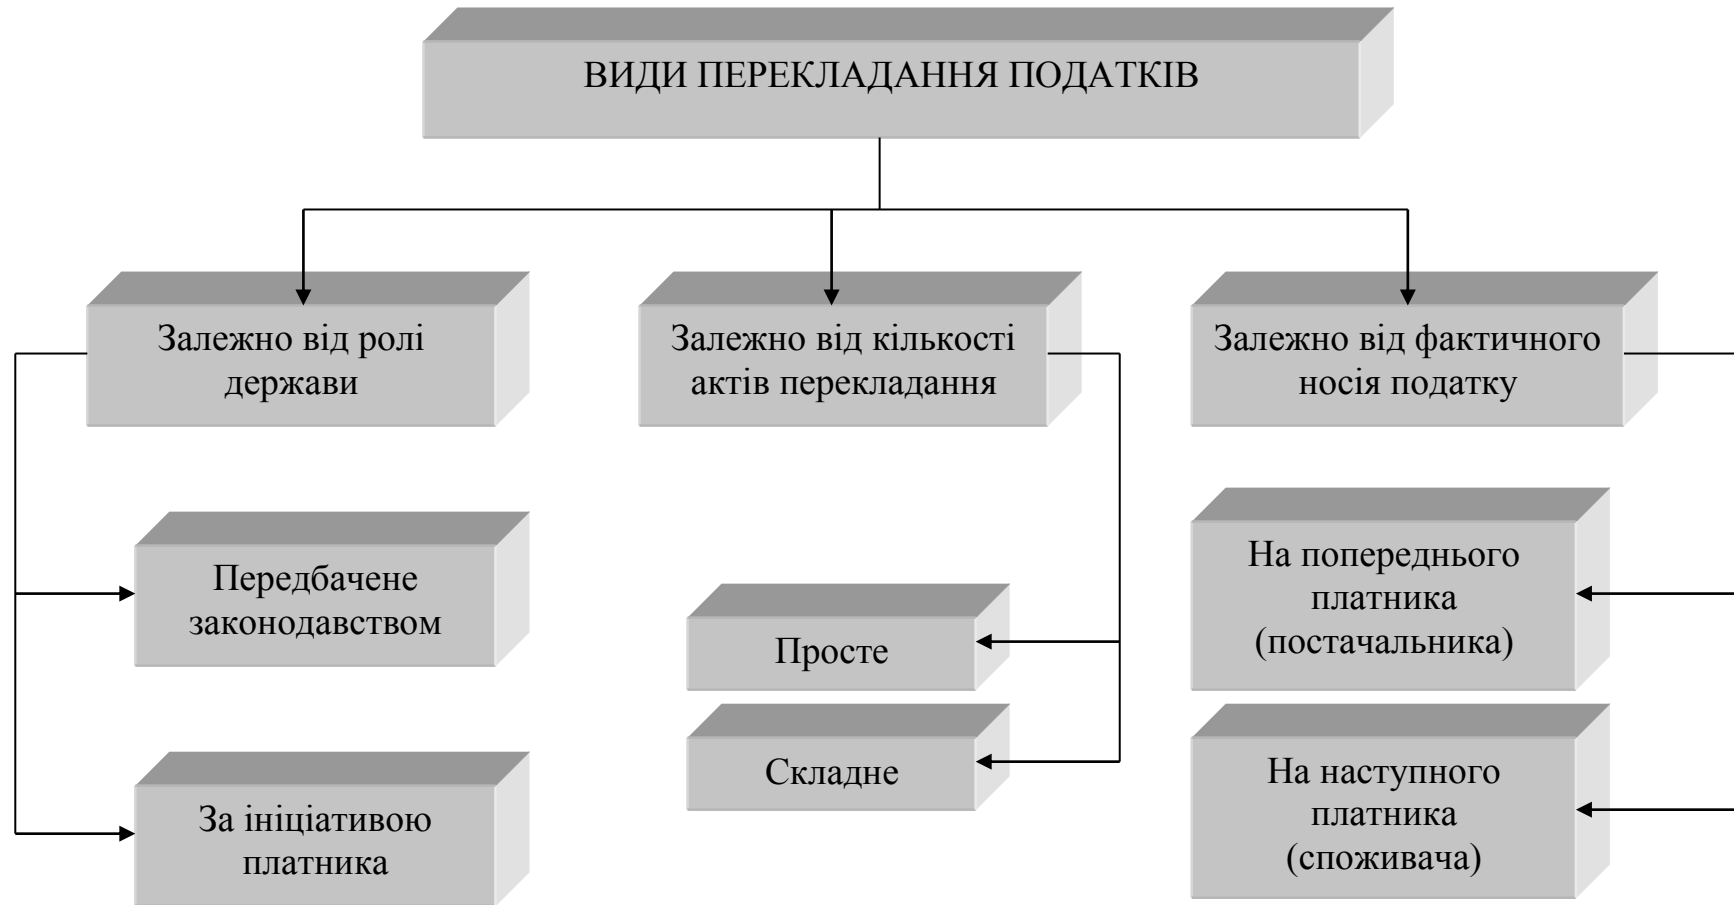 ВИДИ ПЕРЕКЛАДАННЯ ПОДАТКІВ
Залежно від ролі
держави
Залежно від кількості
актів перекладання
Залежно від фактичного
носія податку
Передбачене
законодавством
За ініціативою
платника
Просте
Складне
На попереднього
платника
(постачальника)
На наступного
платника
(споживача)